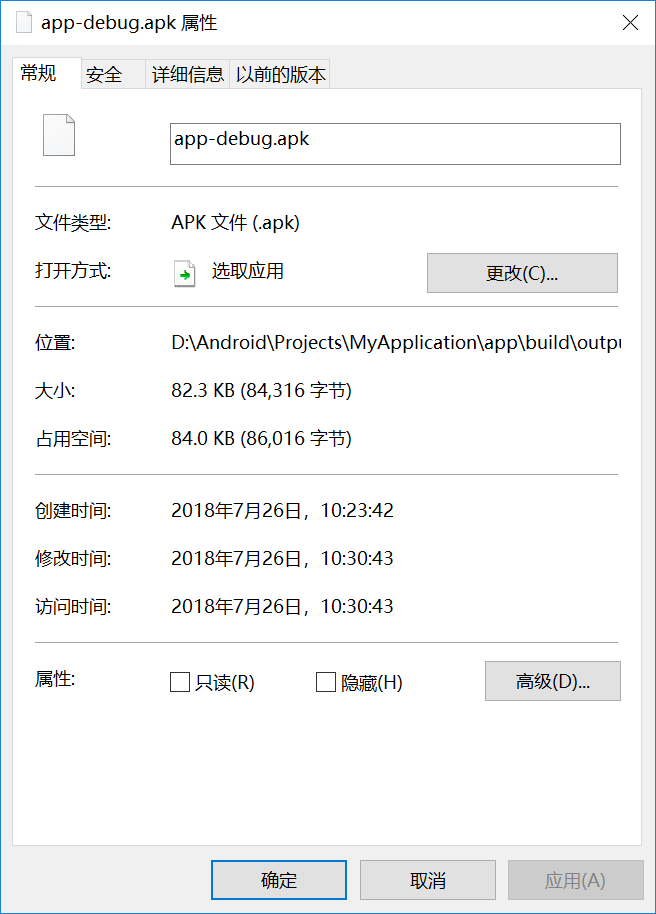 app-debug.apk 属性
常规 安全 详细信息 以前的版本
app-debug.apk
文件类型: APK 文件 (.apk)
打开方式: 选取应用 更改(C)...
位置: D:\Android\Projects\MyApplication\app\build\outpu
大小: 82.3 KB (84,316 字节)
占用空间: 84.0 KB (86,016 字节)
创建时间: 2018年7月26日，10:23:42
修改时间: 2018年7月26日，10:30:43
访问时间: 2018年7月26日，10:30:43
属性: 只读(R) 隐藏(H) 高级(D)...
确定 取消 应用(A)